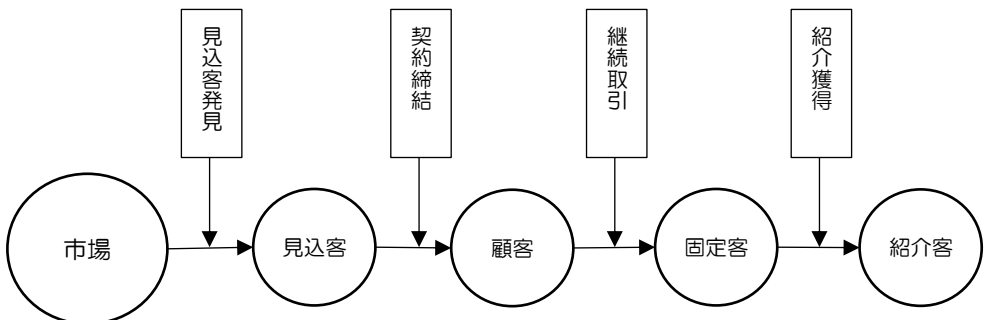 見込客発見
契約締結
継続取引
紹介獲得
市場
見込客
顧客
固定客
紹介客